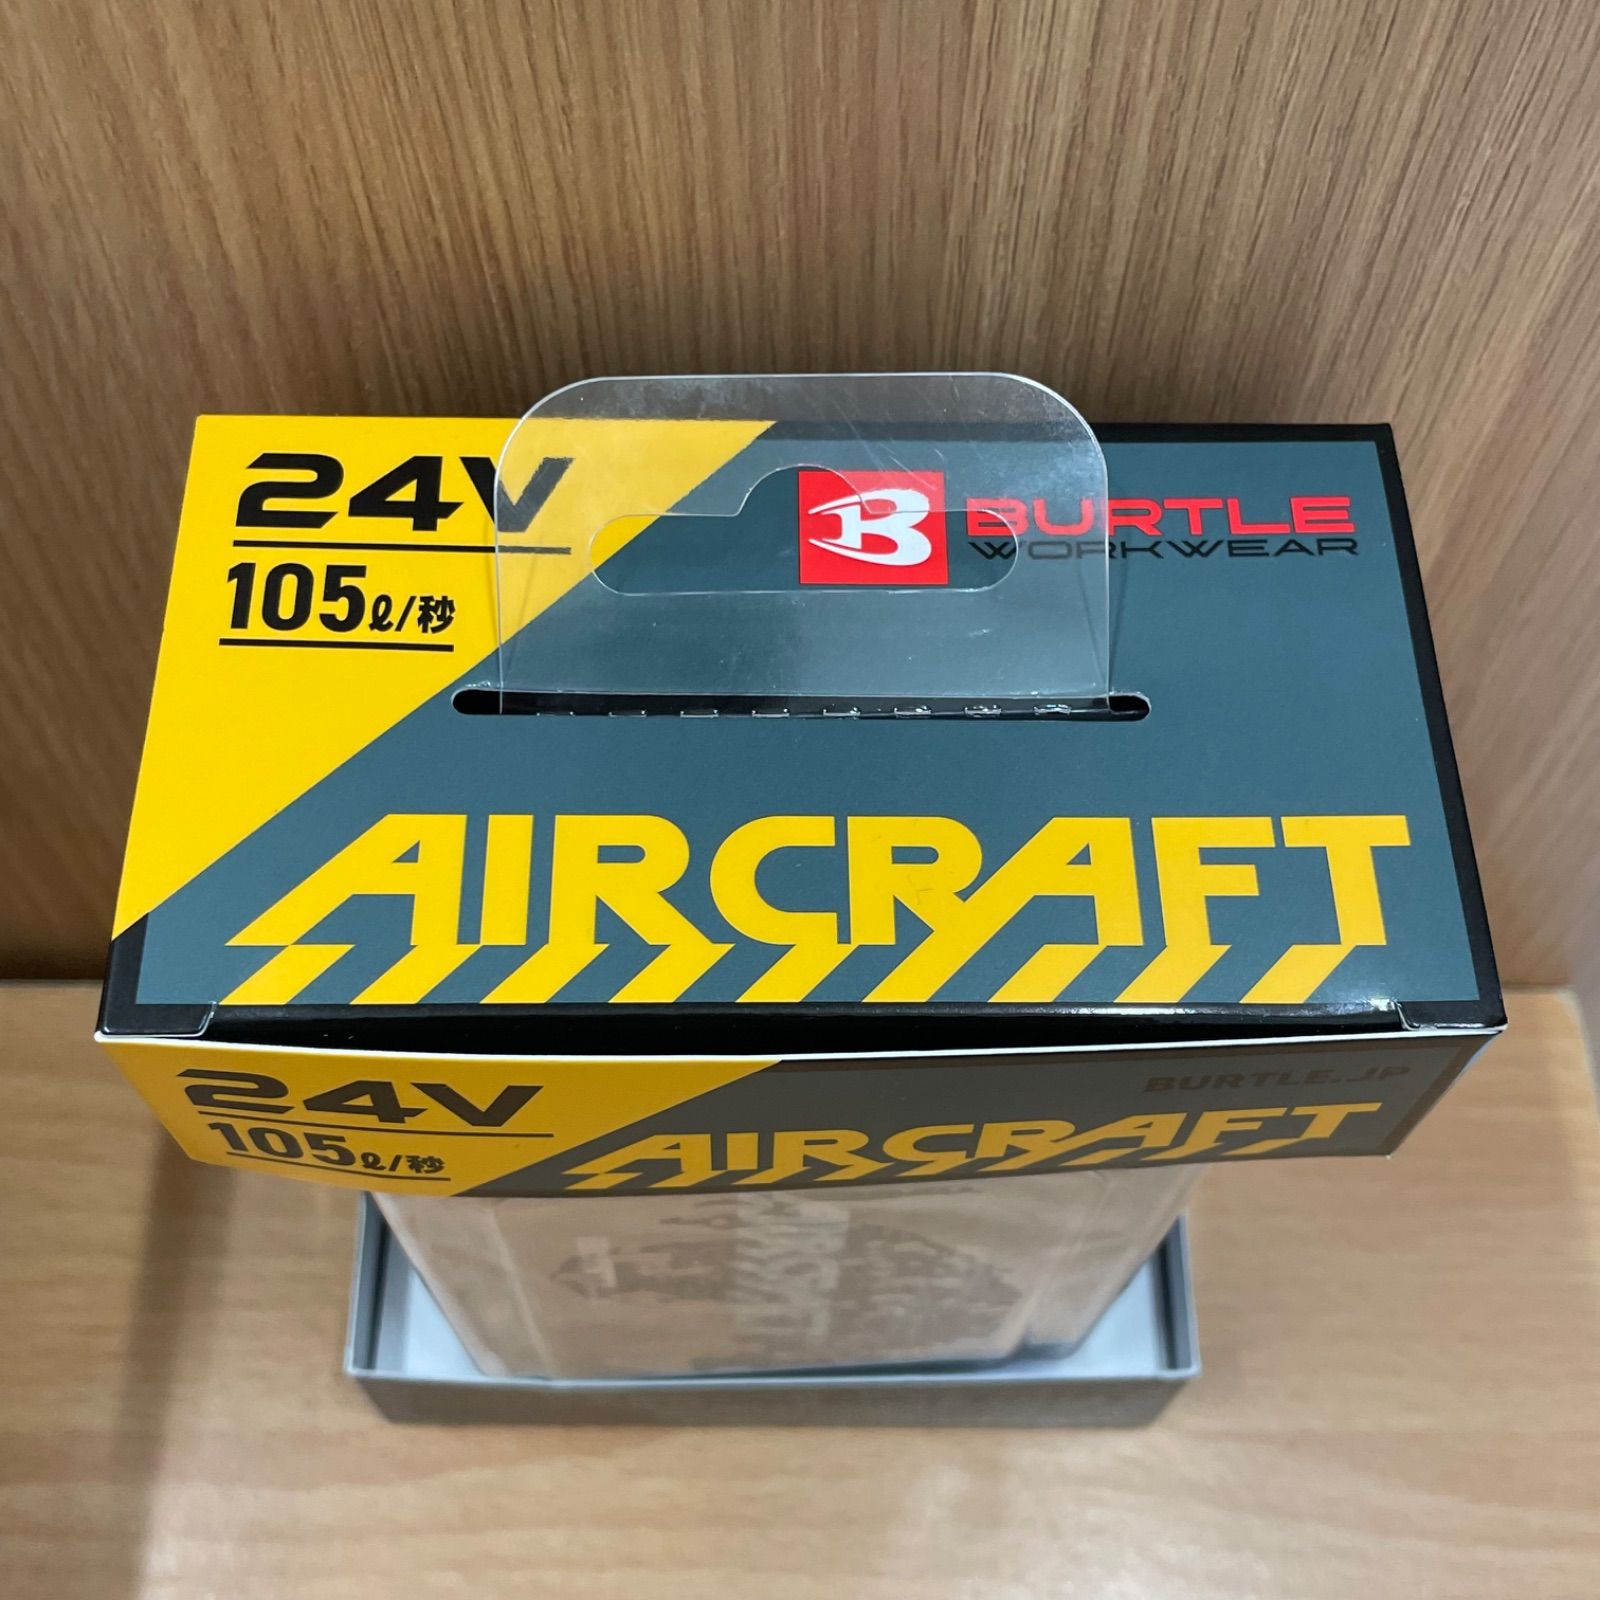 24V
105ℓ/秒
B BURTLE
WORKWEAR
AIRCRAFT
24V
105ℓ/秒
BURTLE.JP
AIRCRAFT